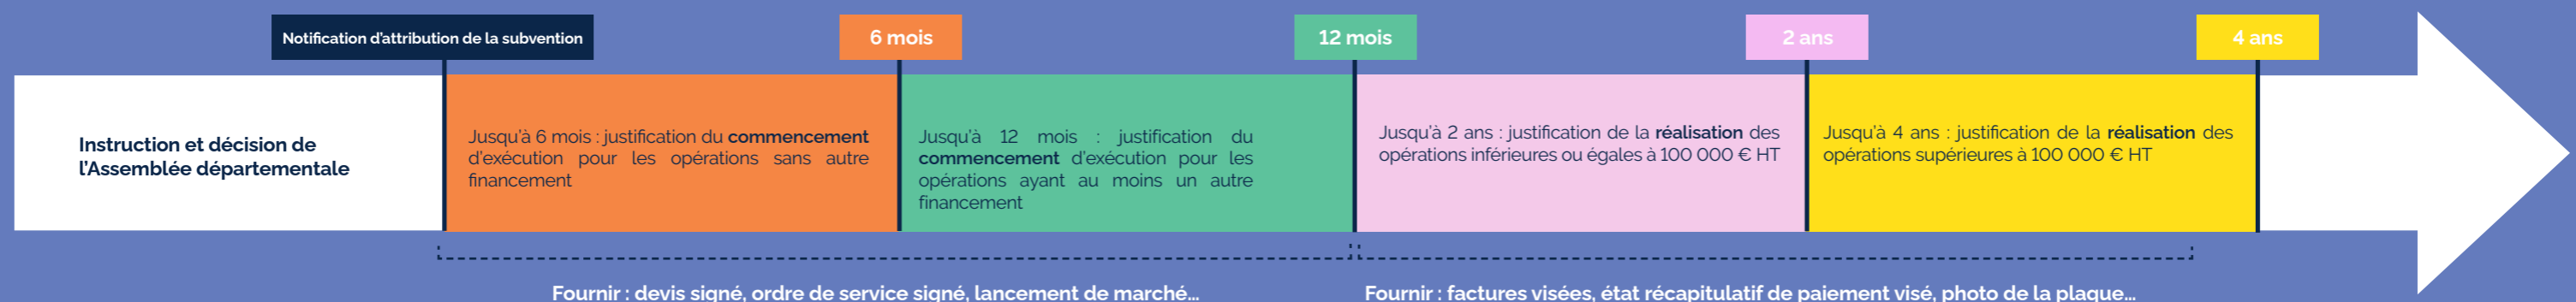 Notification d'attribution de la subvention
6 mois
12 mois
2 ans
4 ans
Instruction et décision de
l'Assemblée départementale
Jusqu'à 6 mois : justification du commencement
d'exécution pour les opérations sans autre
financement
Jusqu'à 12 mois : justification du
commencement d'exécution pour les
opérations ayant au moins un autre
financement
Jusqu'à 2 ans : justification de la réalisation des
opérations inférieures ou égales à 100 000 € HT
Jusqu'à 4 ans : justification de la réalisation des
opérations supérieures à 100 000 € HT
Fournir : devis signé, ordre de service signé, lancement de marché...
Fournir : factures visées, état récapitulatif de paiement visé, photo de la plaque...